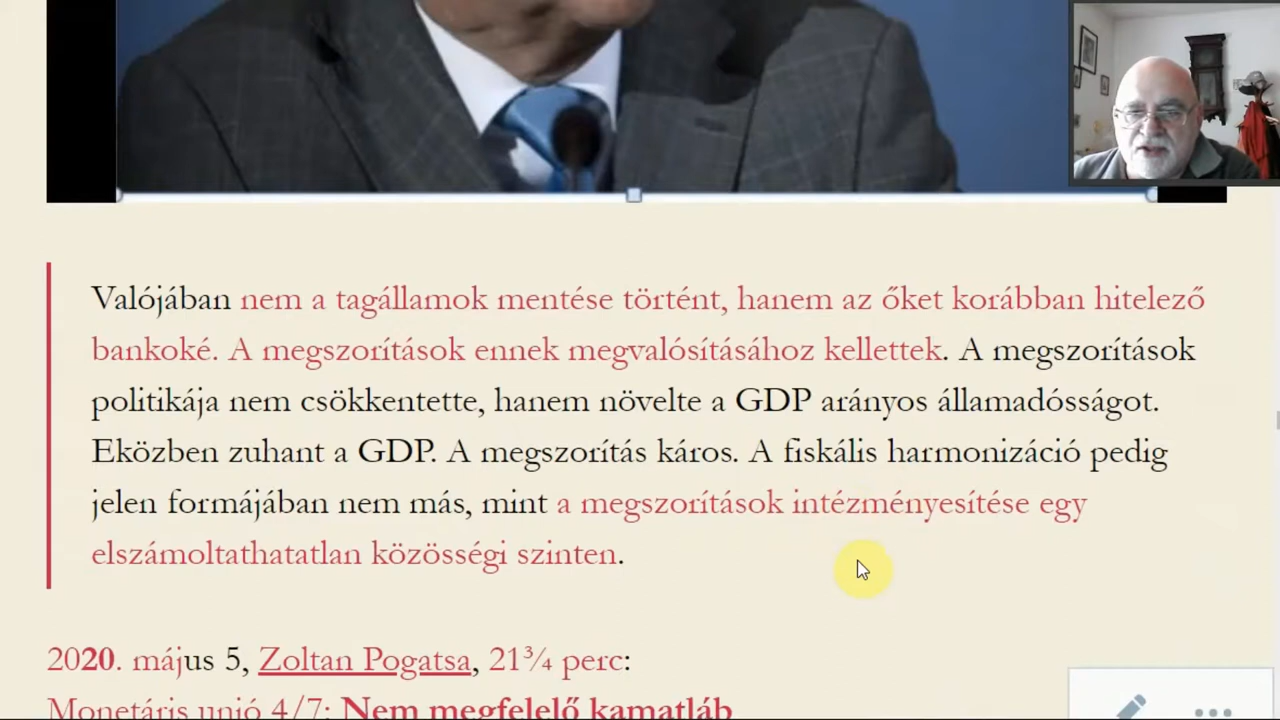 Valójában nem a tagállamok mentése történt, hanem az őket korábban hitelező
bankoké. A megszorítások ennek megvalósításához kellettek. A megszorítások
politikája nem csökkentette, hanem növelte a GDP arányos államadósságot.
Eközben zuhant a GDP. A megszorítás káros. A fiskális harmonizáció pedig
jelen formájában nem más, mint a megszorítások intézményesítése egy
elszámoltathatatlan közösségi szinten.
2020. május 5, Zoltan Pogatsa, 21¾ perc:
Monetáris unió 4/7: Nem megfelelő kamatláb